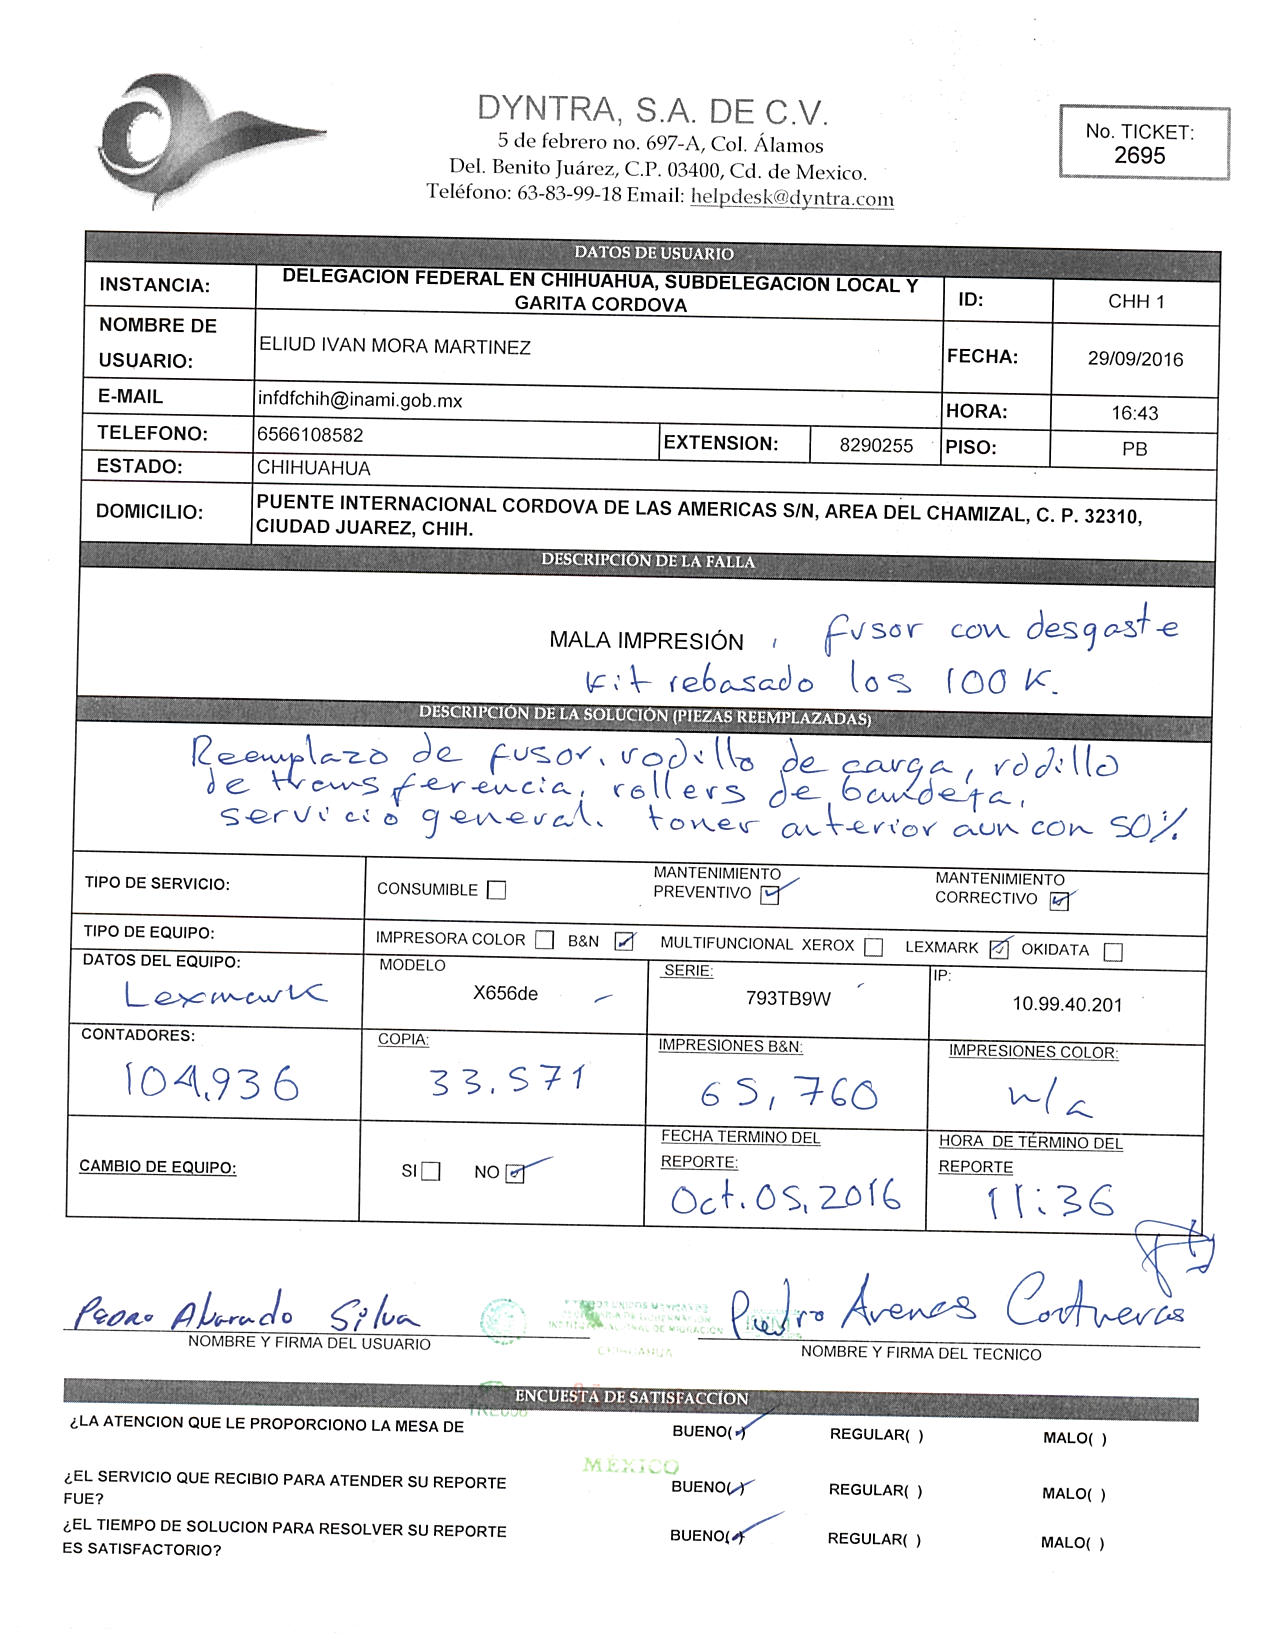 DYNTRA, S.A. DE C.V.
5 de febrero no. 697-A, Col. Álamos
Del. Benito Juárez, C.P. 03400, Cd. de Mexico.
Teléfono: 63-83-99-18 Email: helpdesk@dyntra.com
No. TICKET:
2695
DATOS DE USUARIO
INSTANCIA: DELEGACION FEDERAL EN CHIHUAHUA, SUBDELEGACION LOCAL Y GARITA CORDOVA ID: CHH 1
NOMBRE DE USUARIO: ELIUD IVAN MORA MARTINEZ FECHA: 29/09/2016
E-MAIL infdfchih@inami.gob.mx HORA: 16:43
TELEFONO: 6566108582 EXTENSION: 8290255 PISO: PB
ESTADO: CHIHUAHUA
DOMICILIO: PUENTE INTERNACIONAL CORDOVA DE LAS AMERICAS S/N, AREA DEL CHAMIZAL, C. P. 32310,
CIUDAD JUAREZ, CHIH.
DESCRIPCIÓN DE LA FALLA
MALA IMPRESIÓN , fusor con desgaste
kit rebasado los 100 K.
DESCRIPCIÓN DE LA SOLUCIÓN (PIEZAS REEMPLAZADAS)
Reemplazo de fusor, rodillo de carga, rodillo
de transferencia, rollers de bandeja,
servicio general. toner anterior aun con 50%
TIPO DE SERVICIO: CONSUMIBLE MANTENIMIENTO PREVENTIVO MANTENIMIENTO CORRECTIVO
TIPO DE EQUIPO: IMPRESORA COLOR B&N MULTIFUNCIONAL XEROX LEXMARK OKIDATA
DATOS DEL EQUIPO: MODELO SERIE: IP:
Lexmark X656de 793TB9W 10.99.40.201
CONTADORES: COPIA: IMPRESIONES B&N: IMPRESIONES COLOR:
104,936 33.571 65,760 n/a
CAMBIO DE EQUIPO: SI NO FECHA TERMINO DEL REPORTE: HORA DE TÉRMINO DEL REPORTE
Oct. 05, 2016 11:36
Pedro Alvarado Silva Pedro Arenas Contreras
NOMBRE Y FIRMA DEL USUARIO NOMBRE Y FIRMA DEL TECNICO
CHIHUAHUA
ENCUESTA DE SATISFACCION
¿LA ATENCION QUE LE PROPORCIONO LA MESA DE BUENO( ) REGULAR( ) MALO( )
MÉXICO
¿EL SERVICIO QUE RECIBIO PARA ATENDER SU REPORTE FUE? BUENO( ) REGULAR( ) MALO( )
¿EL TIEMPO DE SOLUCION PARA RESOLVER SU REPORTE ES SATISFACTORIO? BUENO( ) REGULAR( ) MALO( )